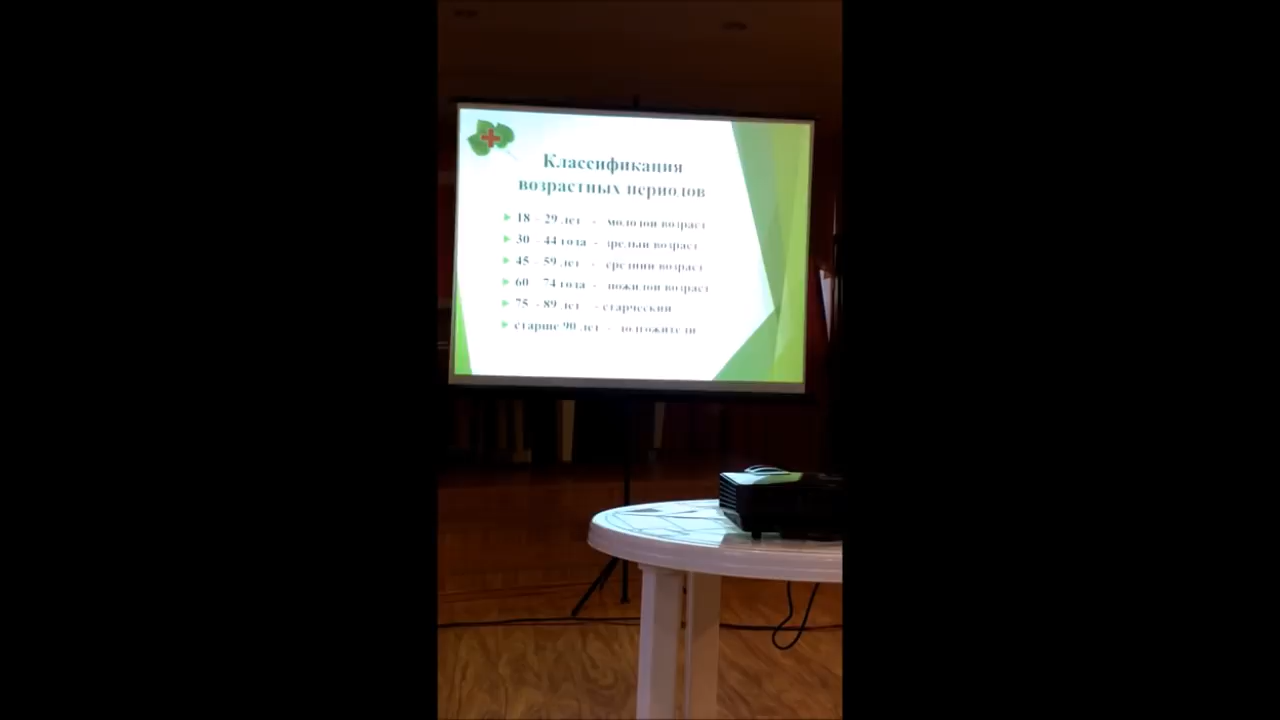 Классификация
возрастных периодов
18 - 29 лет - молодой возраст
30 - 44 года - зрелый возраст
45 - 59 лет - средний возраст
60 - 74 года - пожилой возраст
75 - 89 лет - старческий
старше 90 лет - долгожители